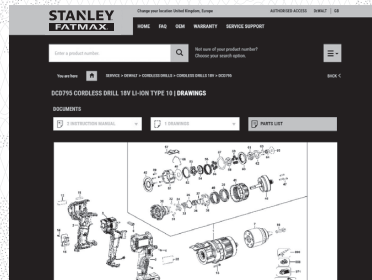 STANLEY
FATMAX.
Change your location United Kingdom, Europe
AUTHORISED ACCESS DeWALT GB
HOME FAQ OEM WARRANTY SERVICE SUPPORT
Enter a product number
Not sure of your product number?
Choose your search option.
You are here:
SERVICE > DEWALT > CORDLESS DRILLS > CORDLESS DRILLS 18V > DCD795
BACK <
DCD795 CORDLESS DRILL 18V LI-ION TYPE 10 | DRAWINGS
DOCUMENTS
2 INSTRUCTION MANUAL
1 DRAWINGS
PARTS LIST